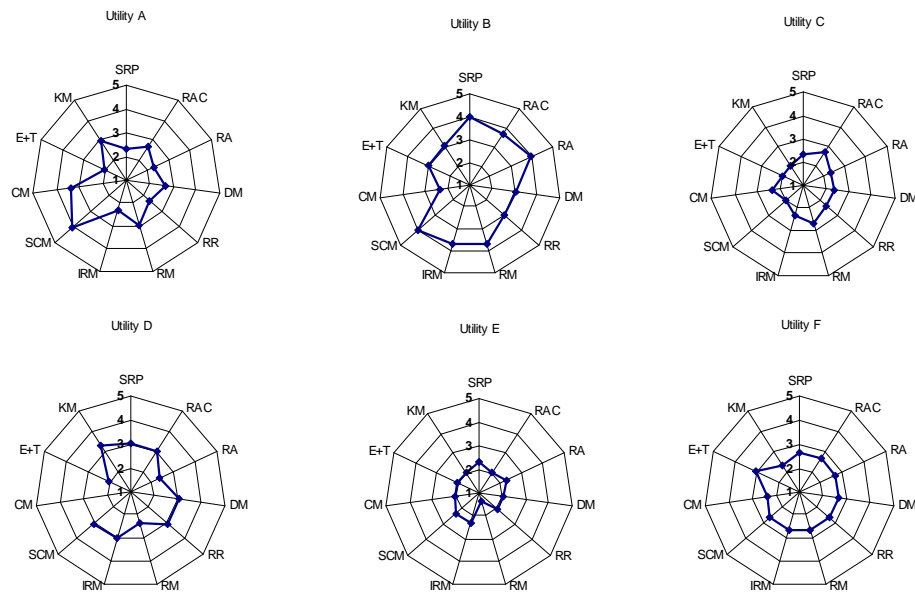 Utility A
SRP
RAC
RA
DM
RR
RM
IRM
SCM
CM
E+T
KM
5
4
3
2
1
Utility B
SRP
RAC
RA
DM
RR
RM
IRM
SCM
CM
E+T
KM
5
4
3
2
1
Utility C
SRP
RAC
RA
DM
RR
RM
IRM
SCM
CM
E+T
KM
5
4
3
2
1
Utility D
SRP
RAC
RA
DM
RR
RM
IRM
SCM
CM
E+T
KM
5
4
3
2
1
Utility E
SRP
RAC
RA
DM
RR
RM
IRM
SCM
CM
E+T
KM
5
4
3
2
1
Utility F
SRP
RAC
RA
DM
RR
RM
IRM
SCM
CM
E+T
KM
5
4
3
2
1